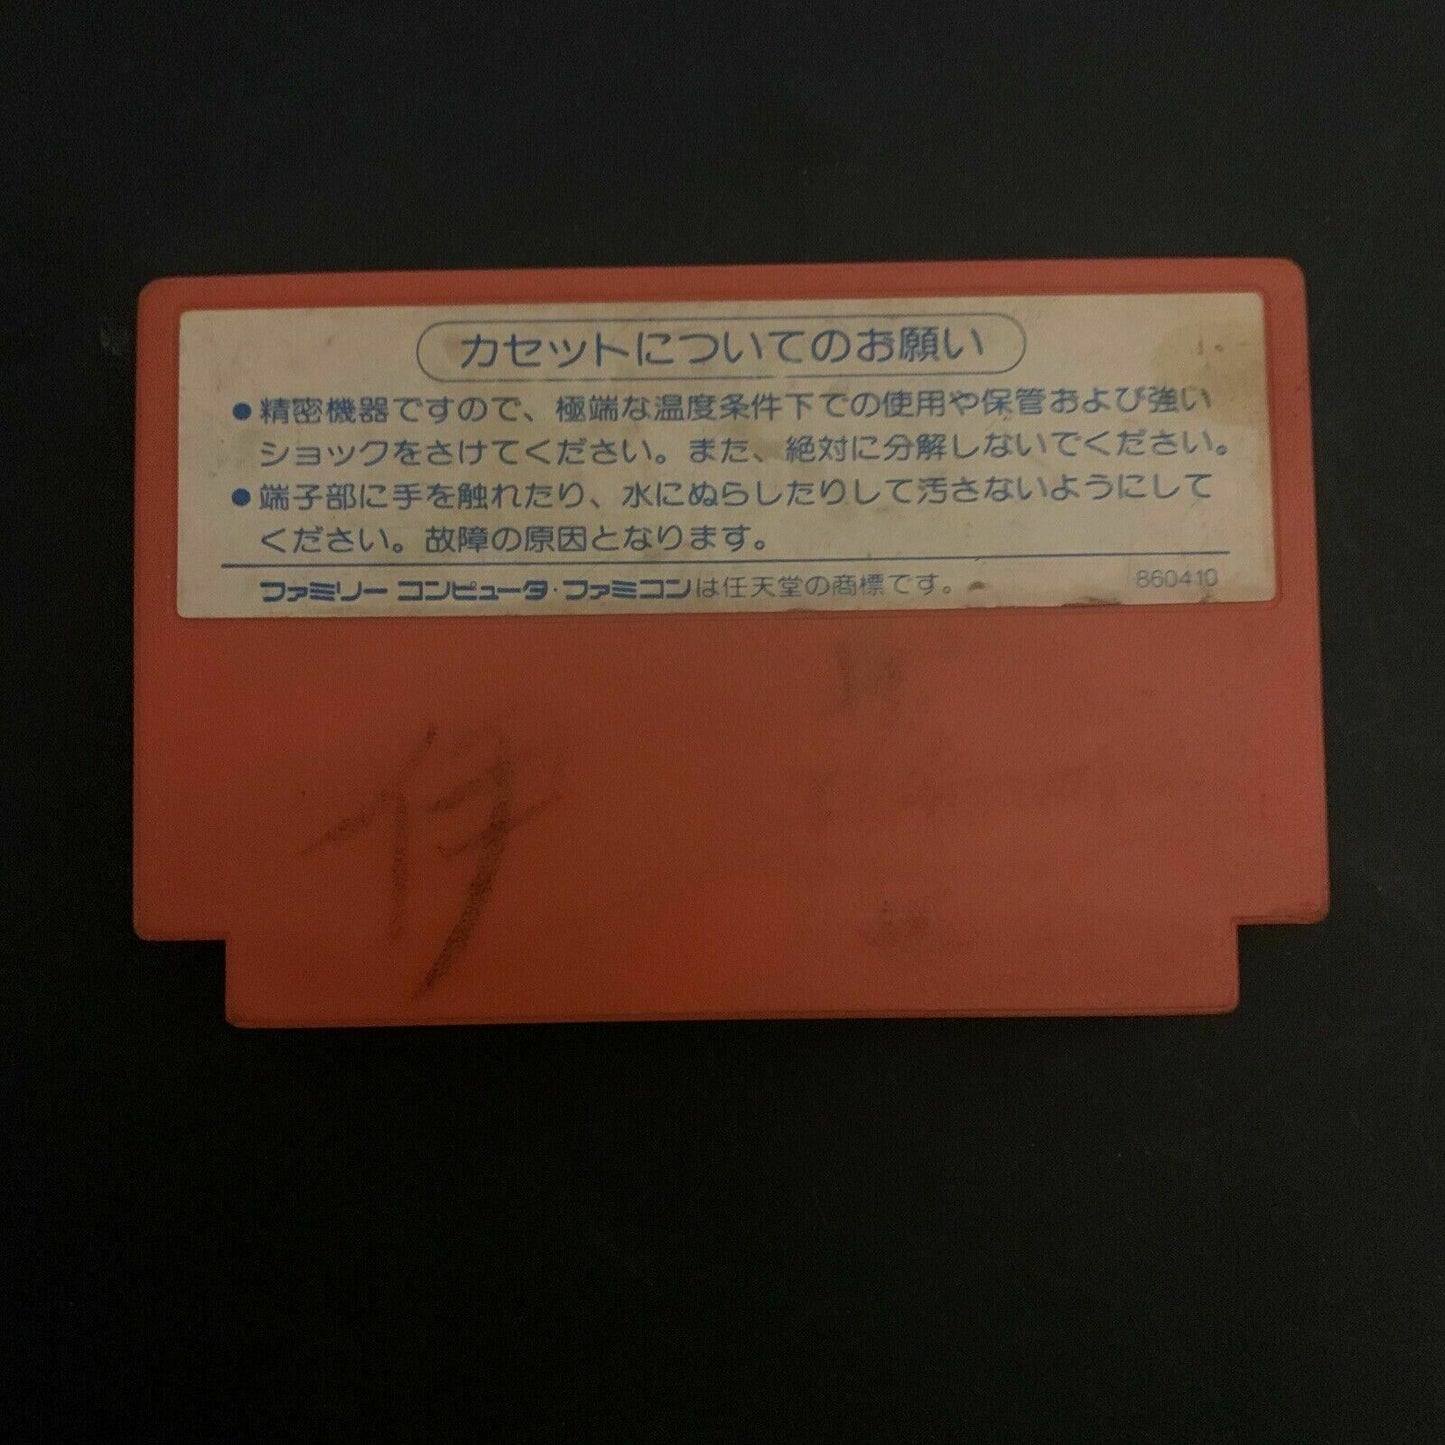 カセットについてのお願い
●精密機器ですので、極端な温度条件下での使用や保管および強い
ショックをさけてください。また、絶対に分解しないでください。
●端子部に手を触れたり、水にぬらしたりして汚さないようにして
ください。故障の原因となります。
ファミリー コンピュータ・ファミコンは任天堂の商標です。 860410